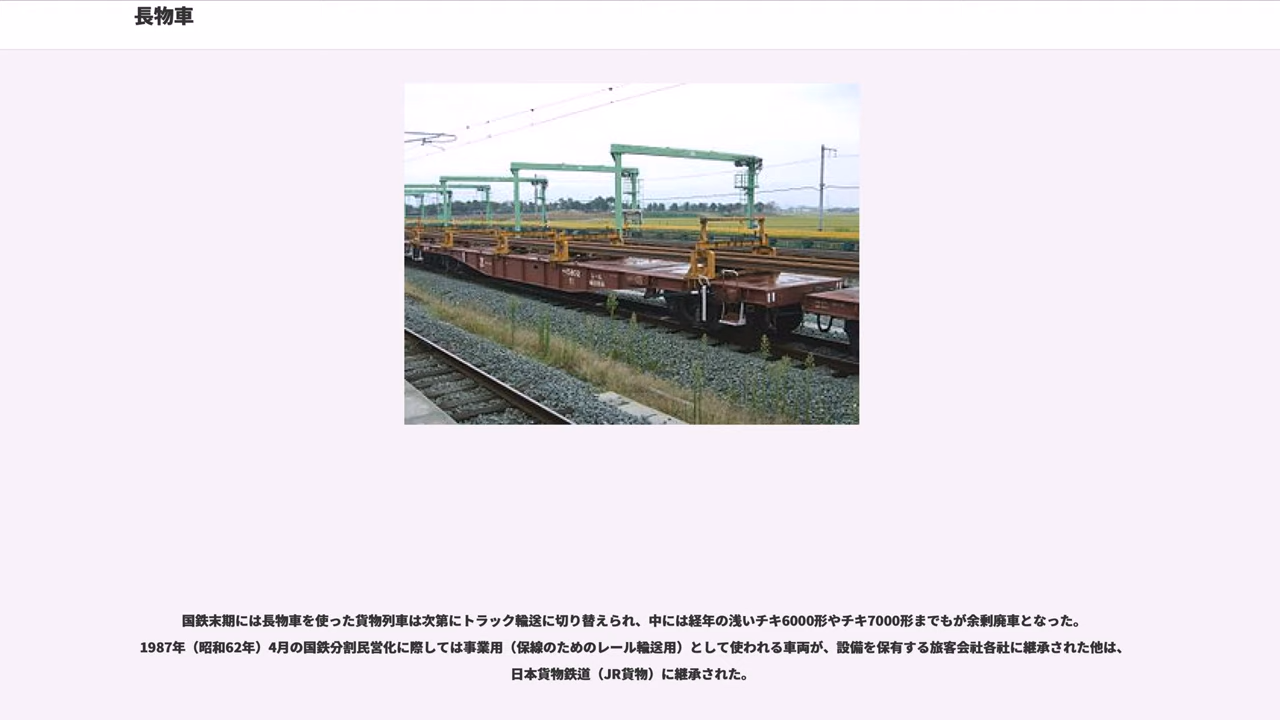 長物車
11
国鉄末期には長物車を使った貨物列車は次第にトラック輸送に切り替えられ、中には経年の浅いチキ6000形やチキ7000形までもが余剰廃車となった。
1987年（昭和62年）4月の国鉄分割民営化に際しては事業用（保線のためのレール輸送用）として使われる車両が、設備を保有する旅客会社各社に継承された他は、
日本貨物鉄道（JR貨物）に継承された。